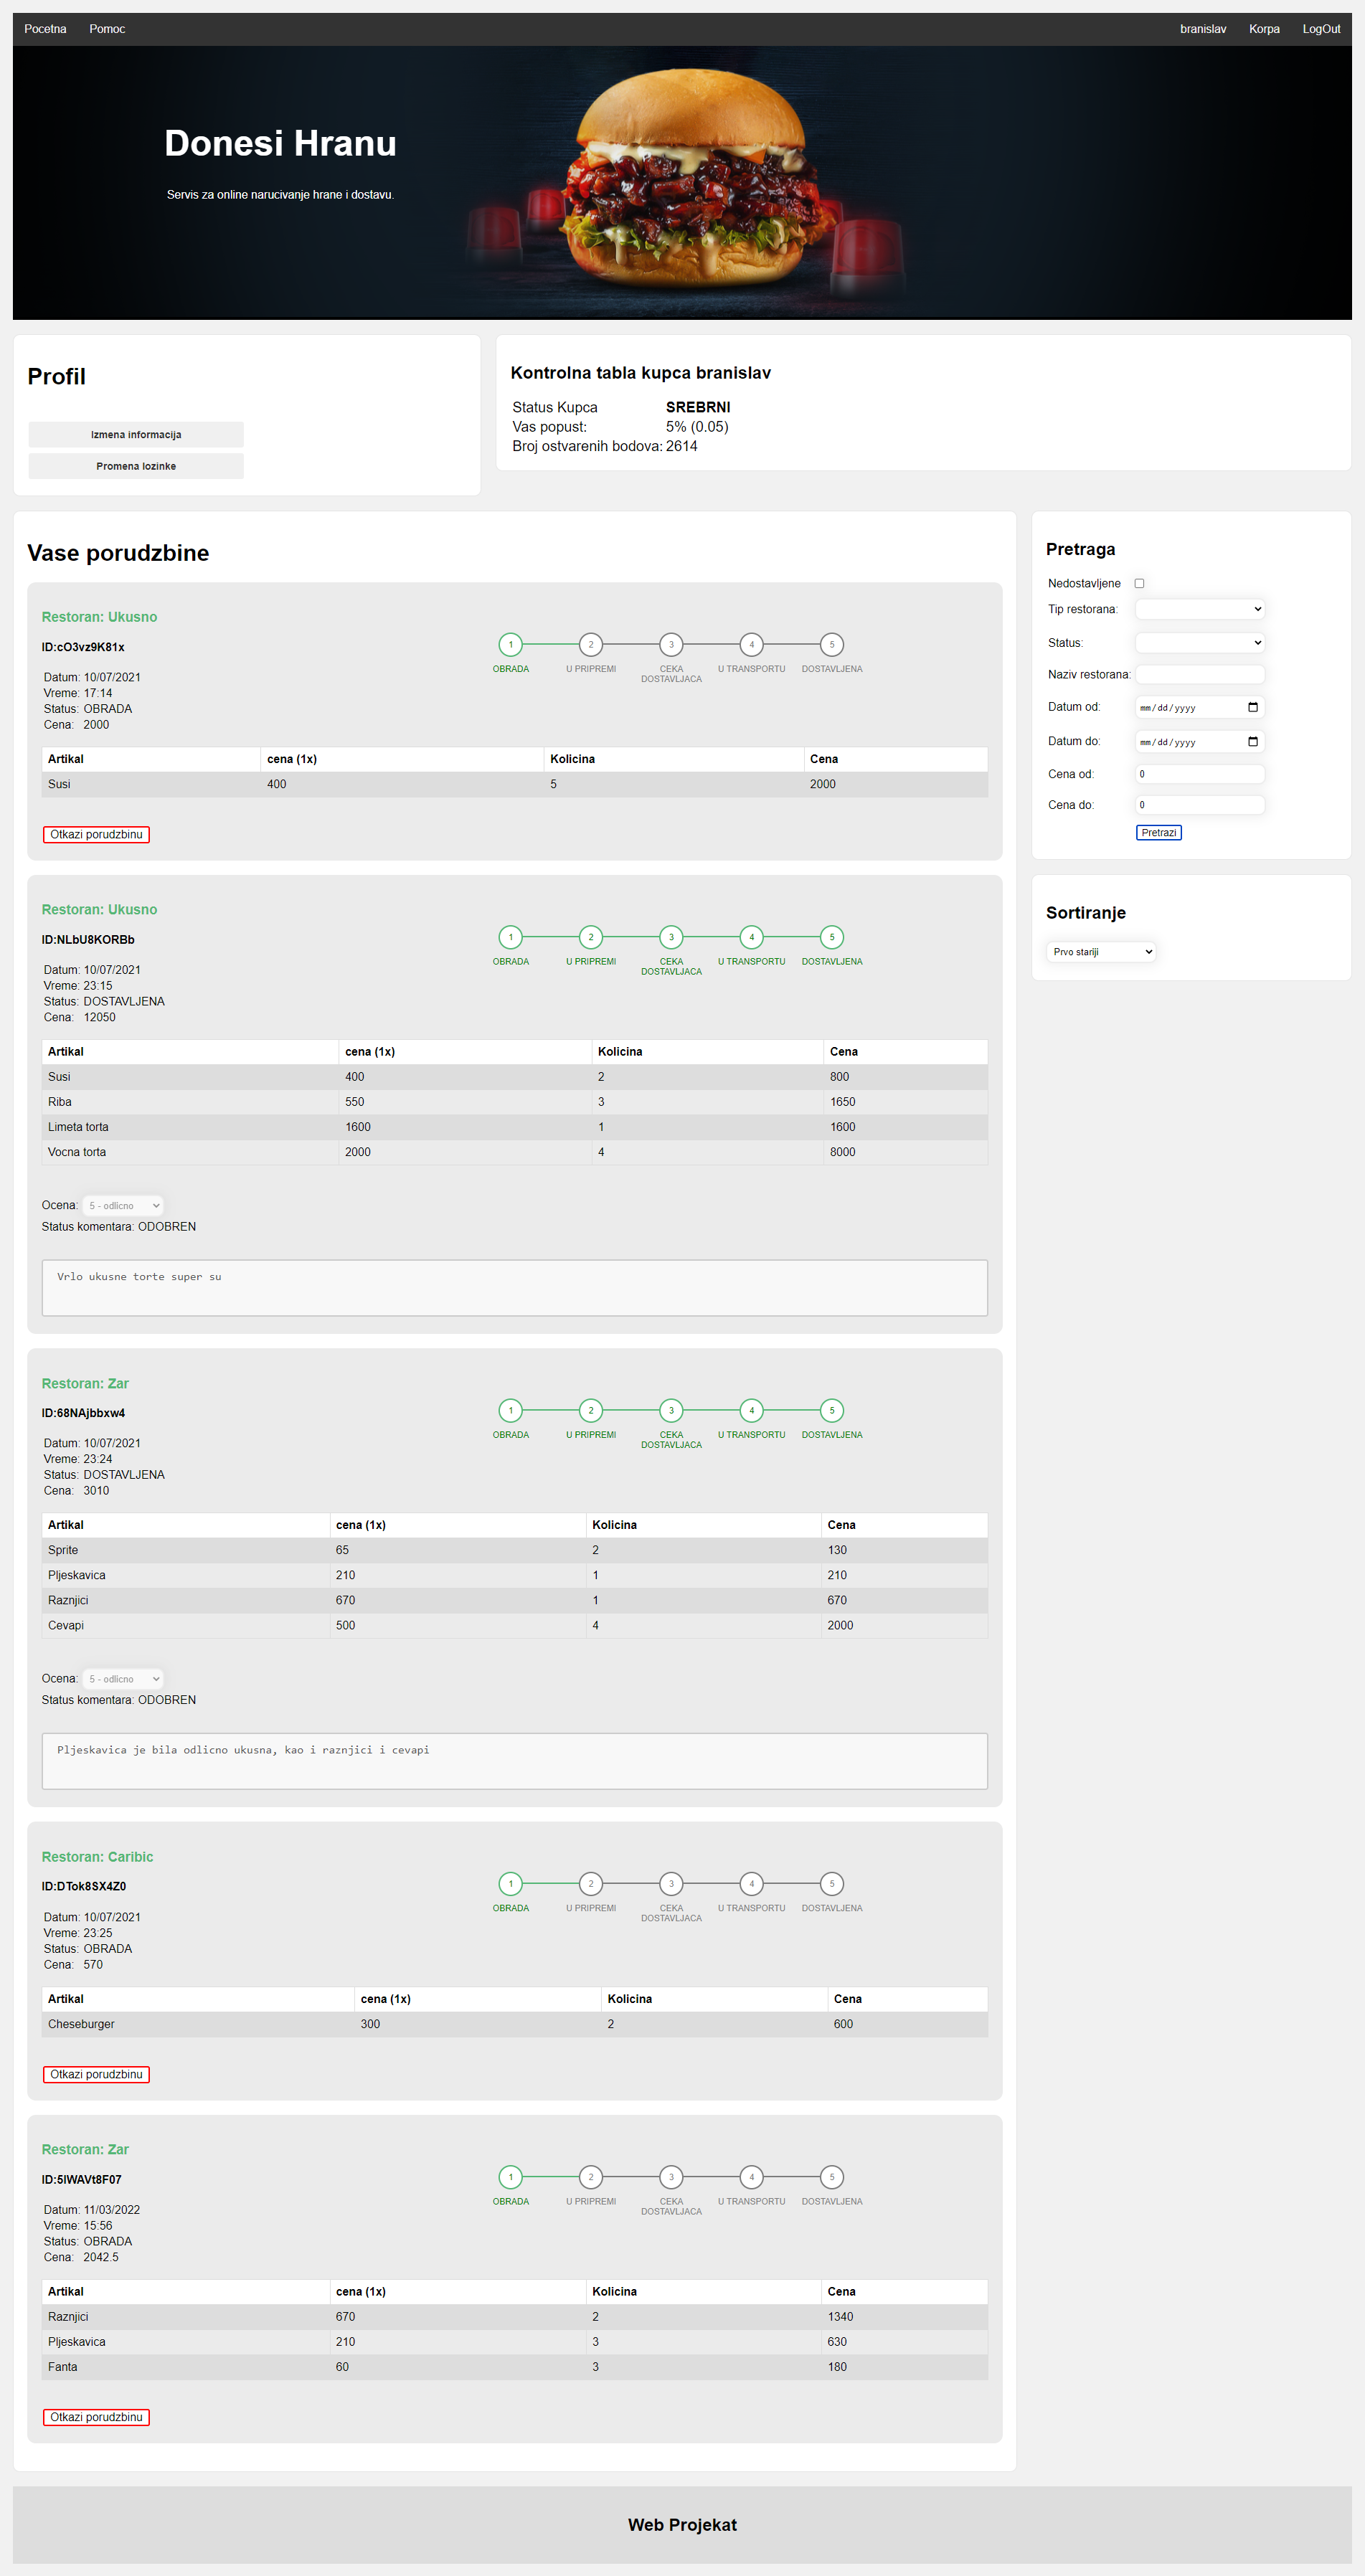 Pocetna Pomoc branislav Korpa LogOut
Donesi Hranu
Servis za online narucivanje hrane i dostavu.
Profil
Izmena informacija
Promena lozinke
Kontrolna tabla kupca branislav
Status Kupca SREBRNI
Vas popust: 5% (0.05)
Broj ostvarenih bodova: 2614
Vase porudzbine
Restoran: Ukusno
ID:cO3vz9K81x
Datum: 10/07/2021
Vreme: 17:14
Status: OBRADA
Cena: 2000
1 2 3 4 5
OBRADA U PRIPREMI CEKA U TRANSPORTU DOSTAVLJENA
DOSTAVLJACA
Artikal cena (1x) Kolicina Cena
Susi 400 5 2000
Otkazi porudzbinu
Restoran: Ukusno
ID:NLbU8KORBb
Datum: 10/07/2021
Vreme: 23:15
Status: DOSTAVLJENA
Cena: 12050
1 2 3 4 5
OBRADA U PRIPREMI CEKA U TRANSPORTU DOSTAVLJENA
DOSTAVLJACA
Artikal cena (1x) Kolicina Cena
Susi 400 2 800
Riba 550 3 1650
Limeta torta 1600 1 1600
Vocna torta 2000 4 8000
Ocena: 5 - odlicno
Status komentara: ODOBREN
Vrlo ukusne torte super su
Restoran: Zar
ID:68NAjbbxw4
Datum: 10/07/2021
Vreme: 23:24
Status: DOSTAVLJENA
Cena: 3010
1 2 3 4 5
OBRADA U PRIPREMI CEKA U TRANSPORTU DOSTAVLJENA
DOSTAVLJACA
Artikal cena (1x) Kolicina Cena
Sprite 65 2 130
Pljeskavica 210 1 210
Raznjici 670 1 670
Cevapi 500 4 2000
Ocena: 5 - odlicno
Status komentara: ODOBREN
Pljeskavica je bila odlicno ukusna, kao i raznjici i cevapi
Restoran: Caribic
ID:DTok8SX4Z0
Datum: 10/07/2021
Vreme: 23:25
Status: OBRADA
Cena: 570
1 2 3 4 5
OBRADA U PRIPREMI CEKA U TRANSPORTU DOSTAVLJENA
DOSTAVLJACA
Artikal cena (1x) Kolicina Cena
Cheseburger 300 2 600
Otkazi porudzbinu
Restoran: Zar
ID:5IWAVt8F07
Datum: 11/03/2022
Vreme: 15:56
Status: OBRADA
Cena: 2042.5
1 2 3 4 5
OBRADA U PRIPREMI CEKA U TRANSPORTU DOSTAVLJENA
DOSTAVLJACA
Artikal cena (1x) Kolicina Cena
Raznjici 670 2 1340
Pljeskavica 210 3 630
Fanta 60 3 180
Otkazi porudzbinu
Pretraga
Nedostavljene
Tip restorana:
Status:
Naziv restorana:
Datum od: mm/dd/yyyy
Datum do: mm/dd/yyyy
Cena od: 0
Cena do: 0
Pretrazi
Sortiranje
Prvo stariji
Web Projekat